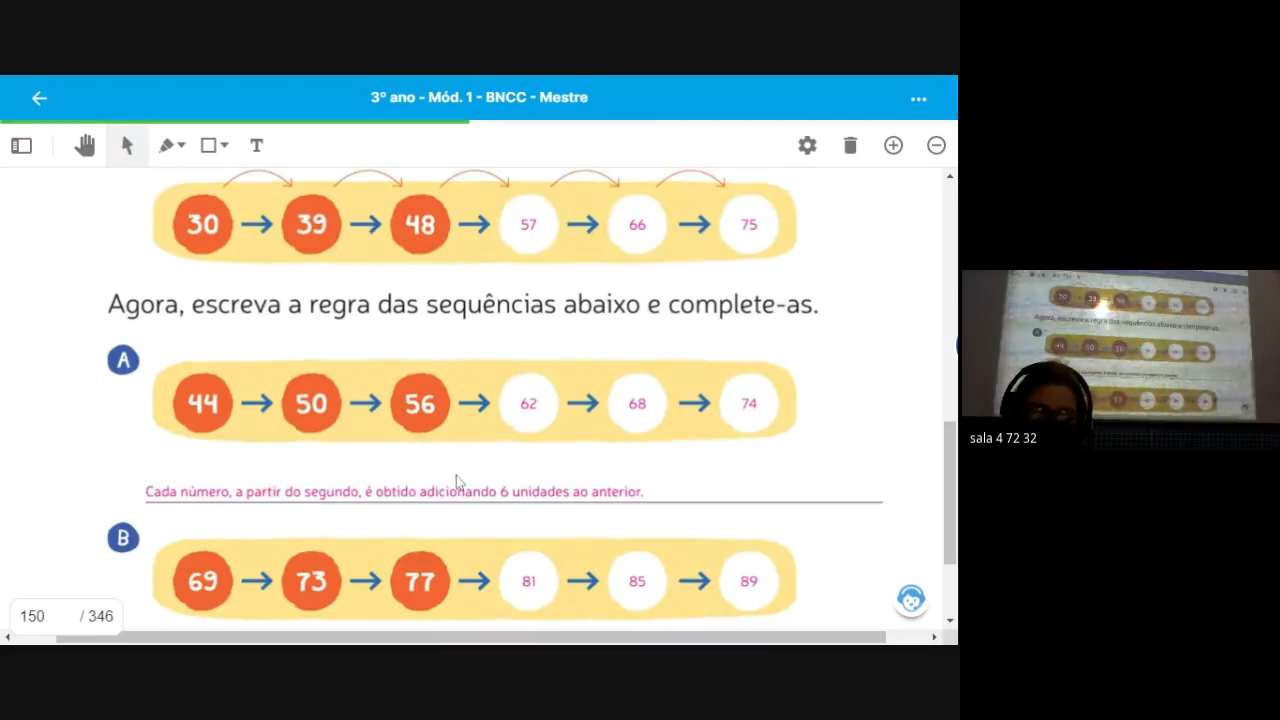 3º ano - Mód. 1 - BNCC - Mestre
T
30 39 48 57 66 75
Agora, escreva a regra das sequências abaixo e complete-as.
A
44 50 56 62 68 74
Cada número, a partir do segundo, é obtido adicionando 6 unidades ao anterior.
B
69 73 77 81 85 89
150 / 346
sala 4 72 32